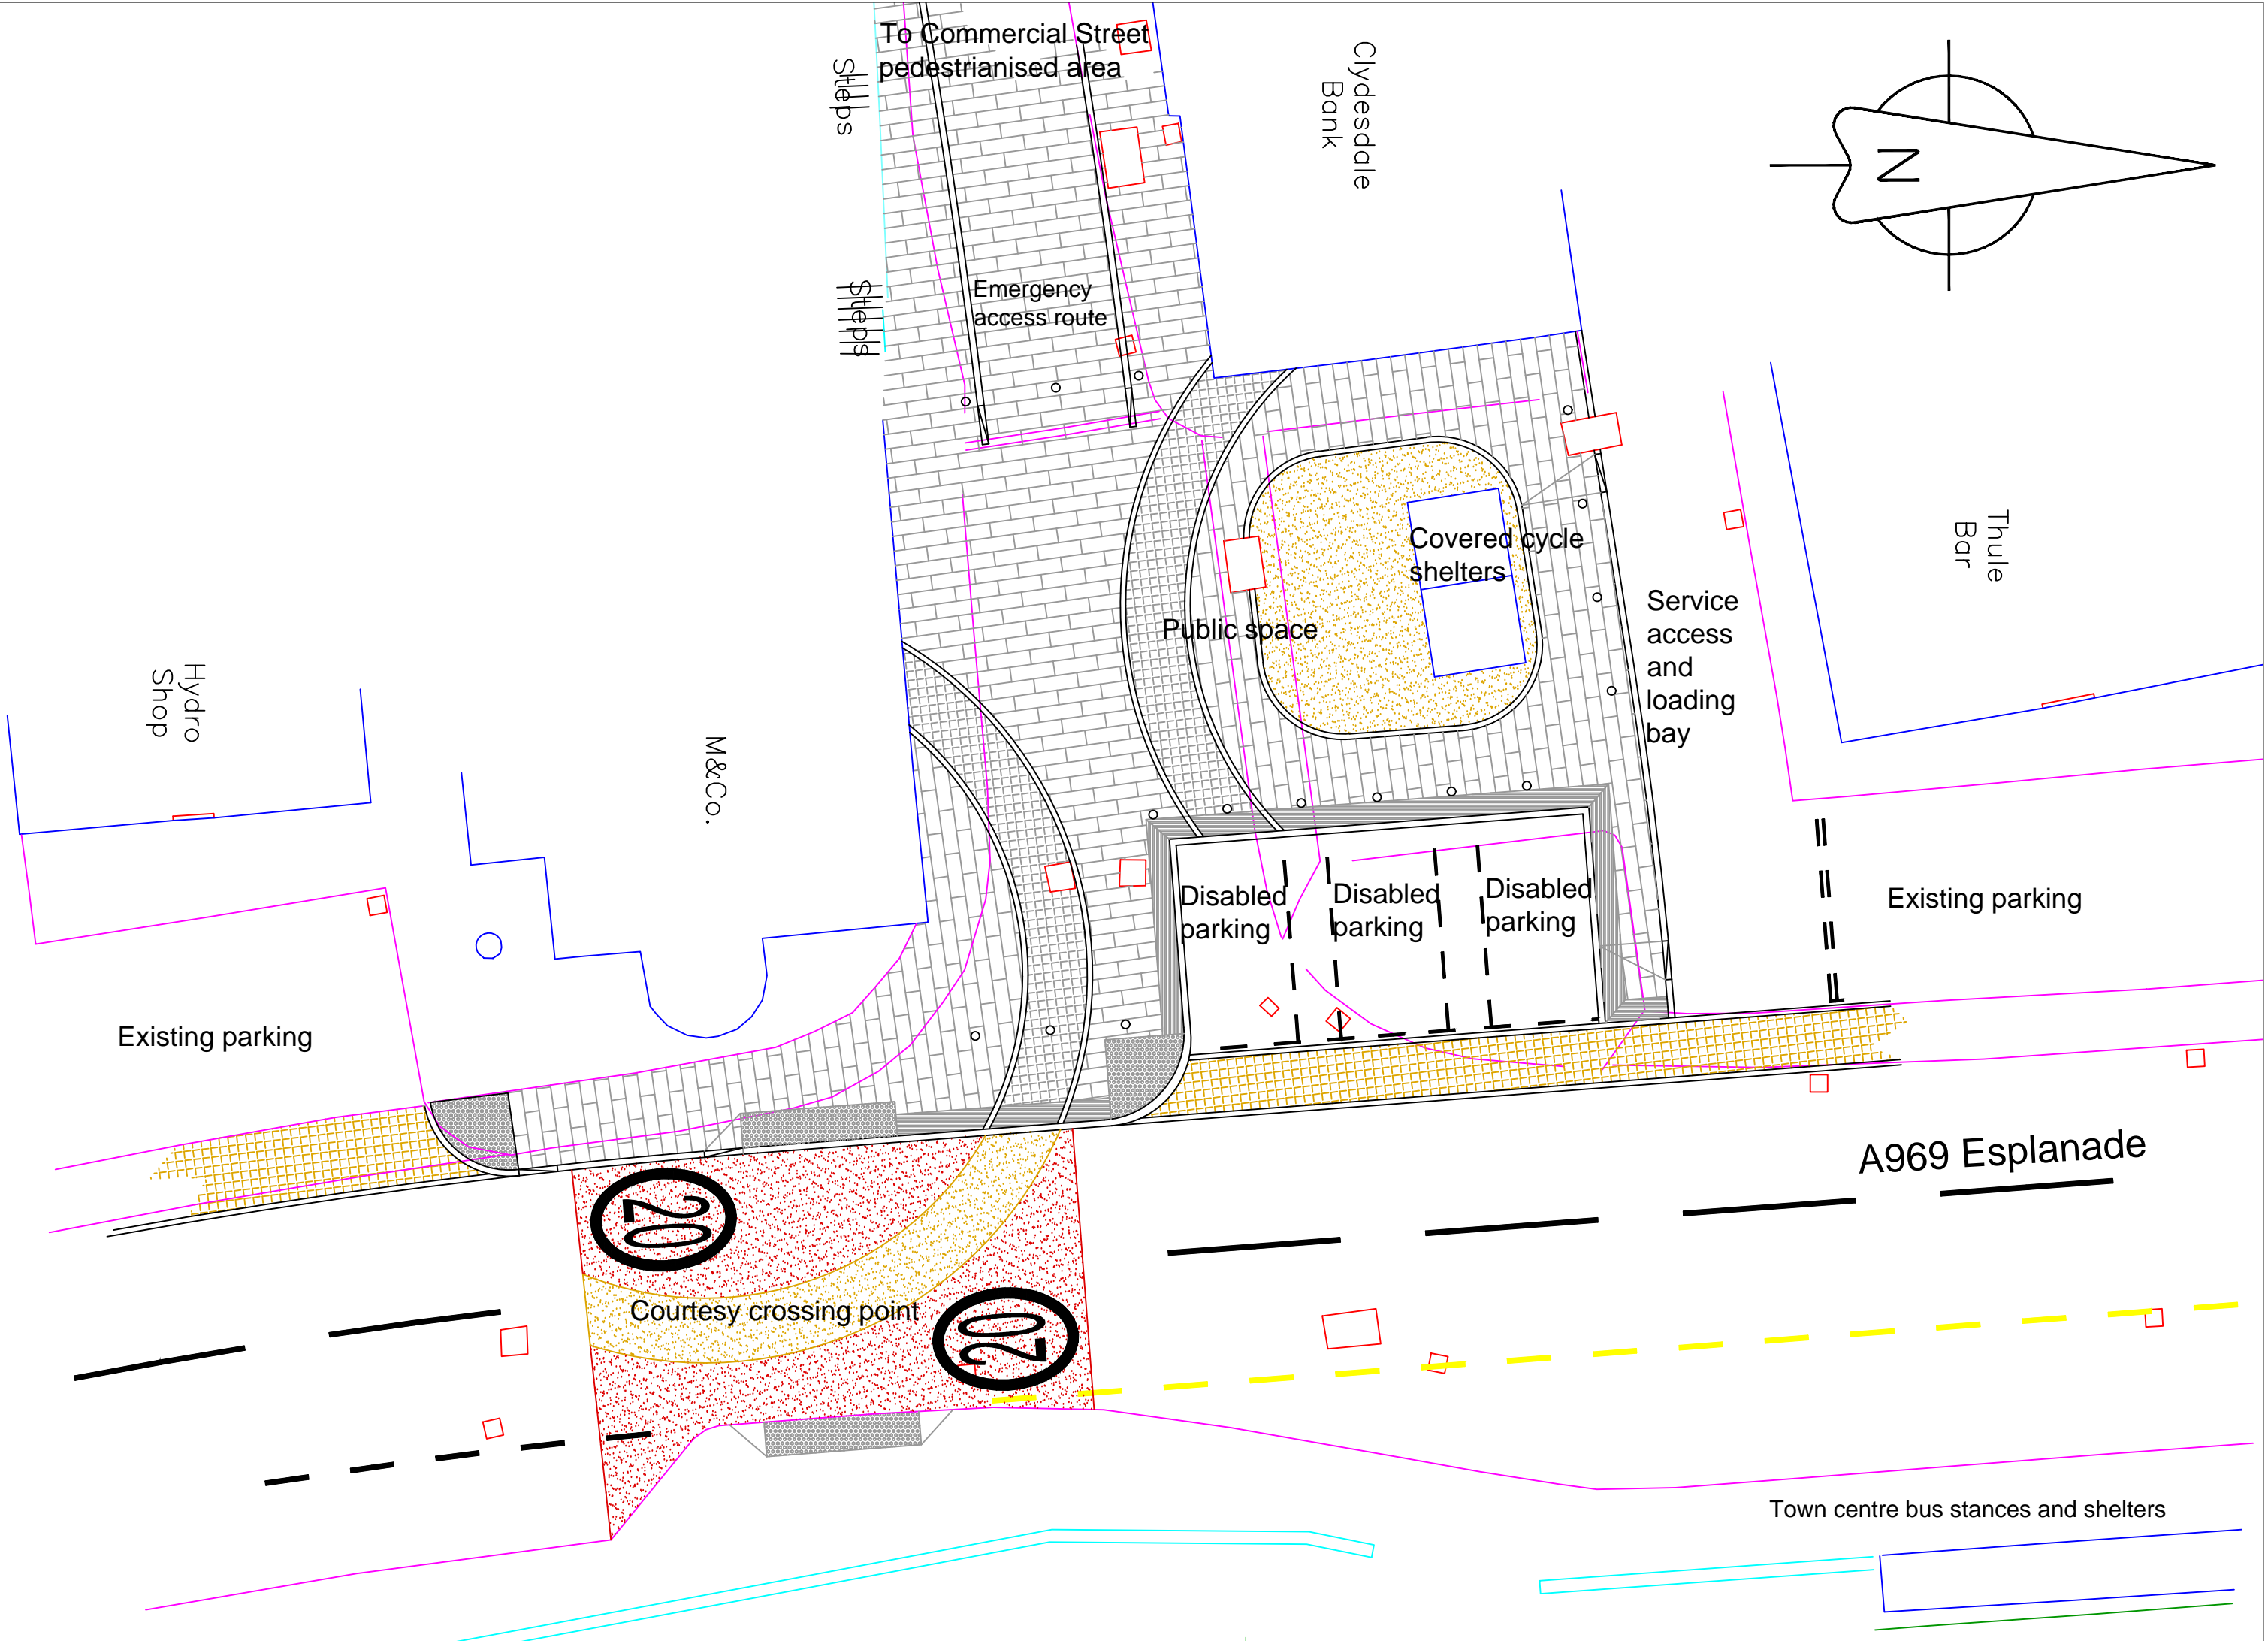 To Commercial Street
pedestrianised area
Steps
Clydesdale
Bank
N
Steps
Emergency
access route
Covered cycle
shelters
Thule
Bar
Public space
Service
access
and
loading
bay
Hydro
Shop
M&Co.
Disabled
parking
Disabled
parking
Disabled
parking
Existing parking
Existing parking
A969 Esplanade
20
Courtesy crossing point
20
Town centre bus stances and shelters